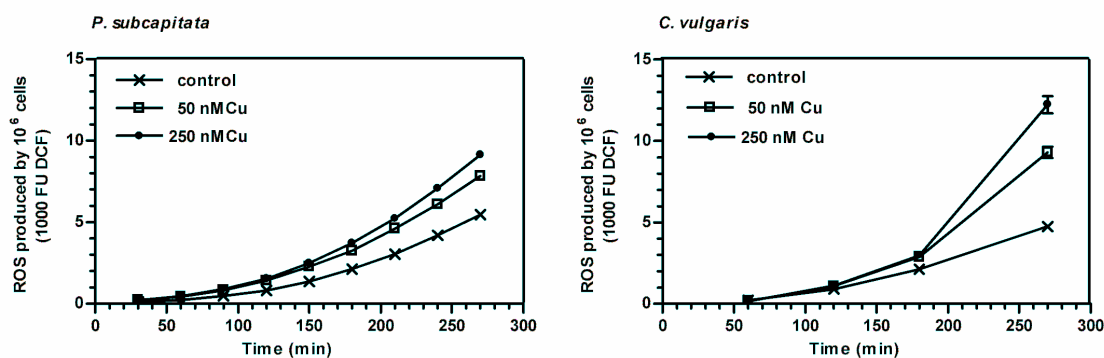 P. subcapitata
ROS produced by 10^6 cells
(1000 FU DCF)
15
10
5
0
control
50 nMCu
250 nMCu
0 50 100 150 200 250 300
Time (min)
C. vulgaris
ROS produced by 10^6 cells
(1000 FU DCF)
15
10
5
0
control
50 nM Cu
250 nM Cu
0 50 100 150 200 250 300
Time (min)